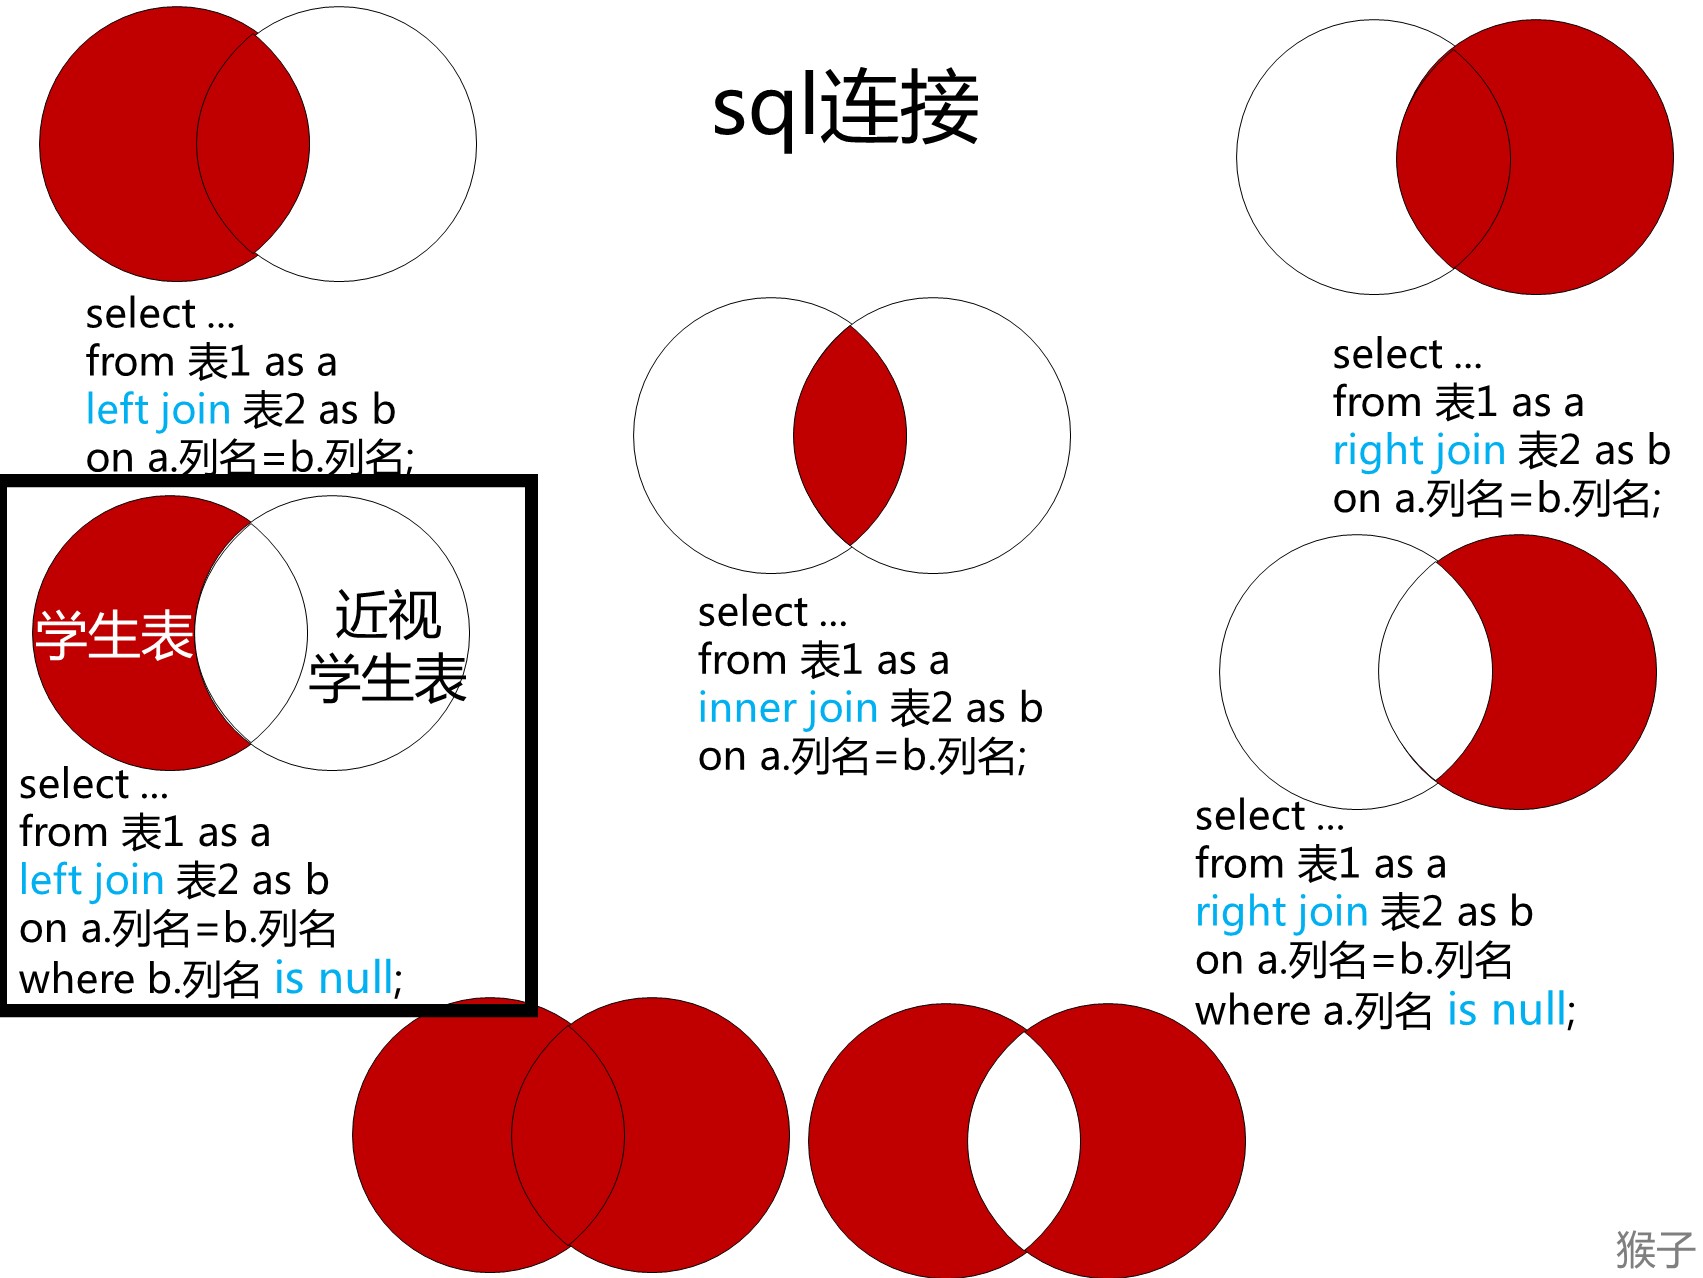 sql连接
select ...
from 表1 as a
left join 表2 as b
on a.列名=b.列名;
select ...
from 表1 as a
right join 表2 as b
on a.列名=b.列名;
学生表
近视
学生表
select ...
from 表1 as a
left join 表2 as b
on a.列名=b.列名
where b.列名 is null;
select ...
from 表1 as a
inner join 表2 as b
on a.列名=b.列名;
select ...
from 表1 as a
right join 表2 as b
on a.列名=b.列名
where a.列名 is null;
猴子